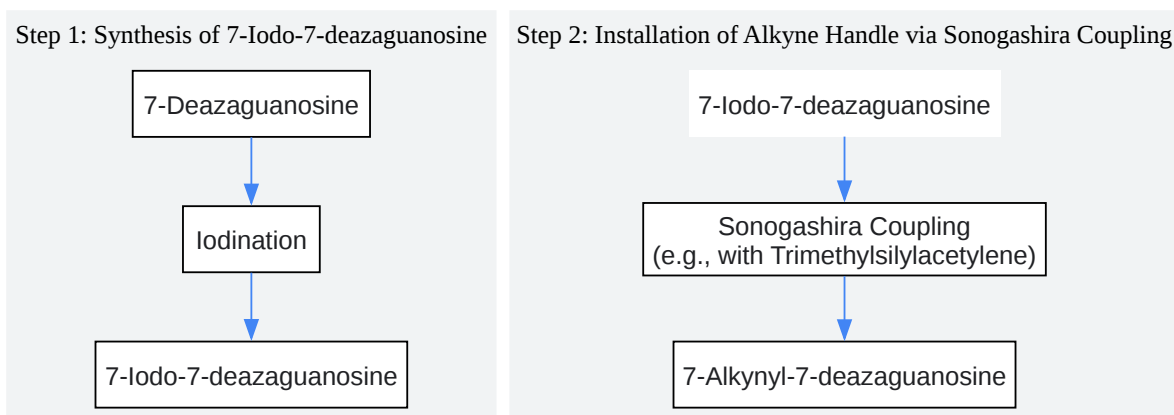 Step 1: Synthesis of 7-Iodo-7-deazaguanosine
7-Deazaguanosine
Iodination
7-Iodo-7-deazaguanosine
Step 2: Installation of Alkyne Handle via Sonogashira Coupling
7-Iodo-7-deazaguanosine
Sonogashira Coupling
(e.g., with Trimethylsilylacetylene)
7-Alkynyl-7-deazaguanosine